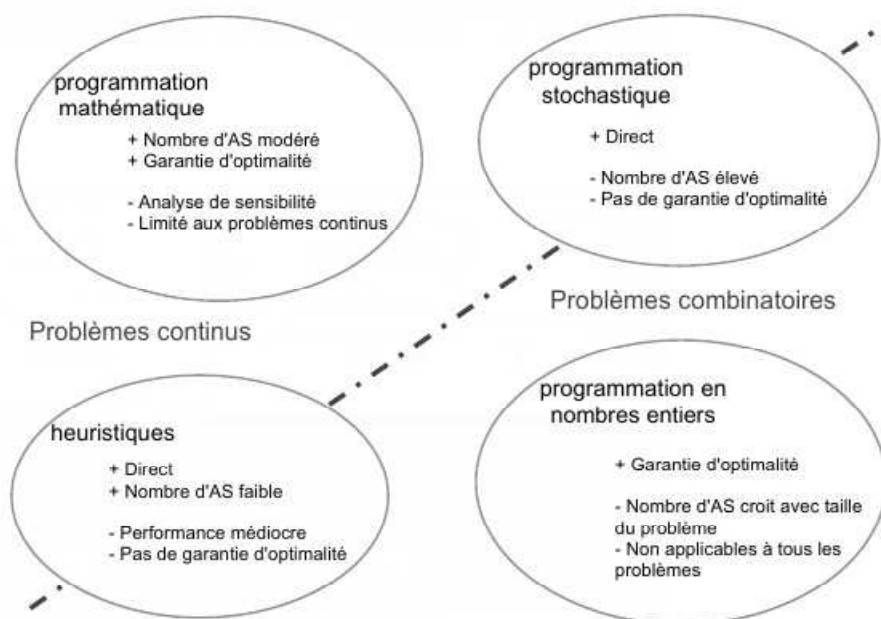 programmation
mathématique
+ Nombre d'AS modéré
+ Garantie d'optimalité
- Analyse de sensibilité
- Limité aux problèmes continus
programmation
stochastique
+ Direct
- Nombre d'AS élevé
- Pas de garantie d'optimalité
Problèmes continus
Problèmes combinatoires
heuristiques
+ Direct
+ Nombre d'AS faible
- Performance médiocre
- Pas de garantie d'optimalité
programmation en
nombres entiers
+ Garantie d'optimalité
- Nombre d'AS croit avec taille
du problème
- Non applicables à tous les
problèmes